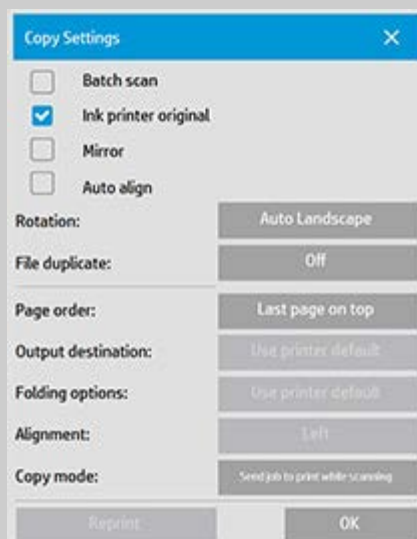 Copy Settings
Batch scan
Ink printer original
Mirror
Auto align
Rotation: Auto Landscape
File duplicate: Off
Page order: Last page on top
Output destination: Use printer default
Folding options: Use printer default
Alignment: Left
Copy mode: Send job to print while scanning
Reprint OK